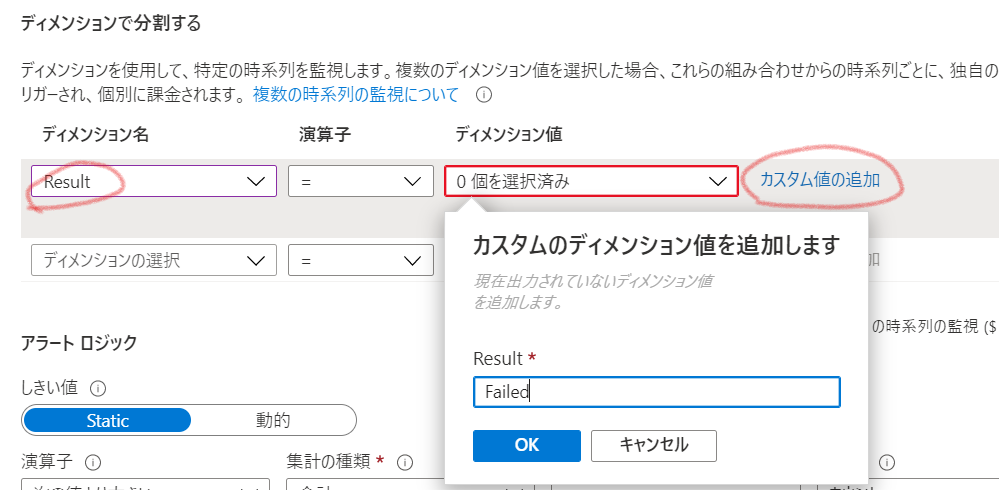 ディメンションで分割する
ディメンションを使用して、特定の時系列を監視します。複数のディメンション値を選択した場合、これらの組み合わせからの時系列ごとに、独自の
リガーされ、個別に課金されます。 複数の時系列の監視について
ディメンション名 演算子 ディメンション値
Result = 0 個を選択済み カスタム値の追加
カスタムのディメンション値を追加します
ディメンションの選択 = 加
現在出力されていないディメンション値
を追加します。
の時系列の監視 ($
アラート ロジック
Result *
しきい値
Failed
Static 動的
OK キャンセル
演算子 集計の種類 *